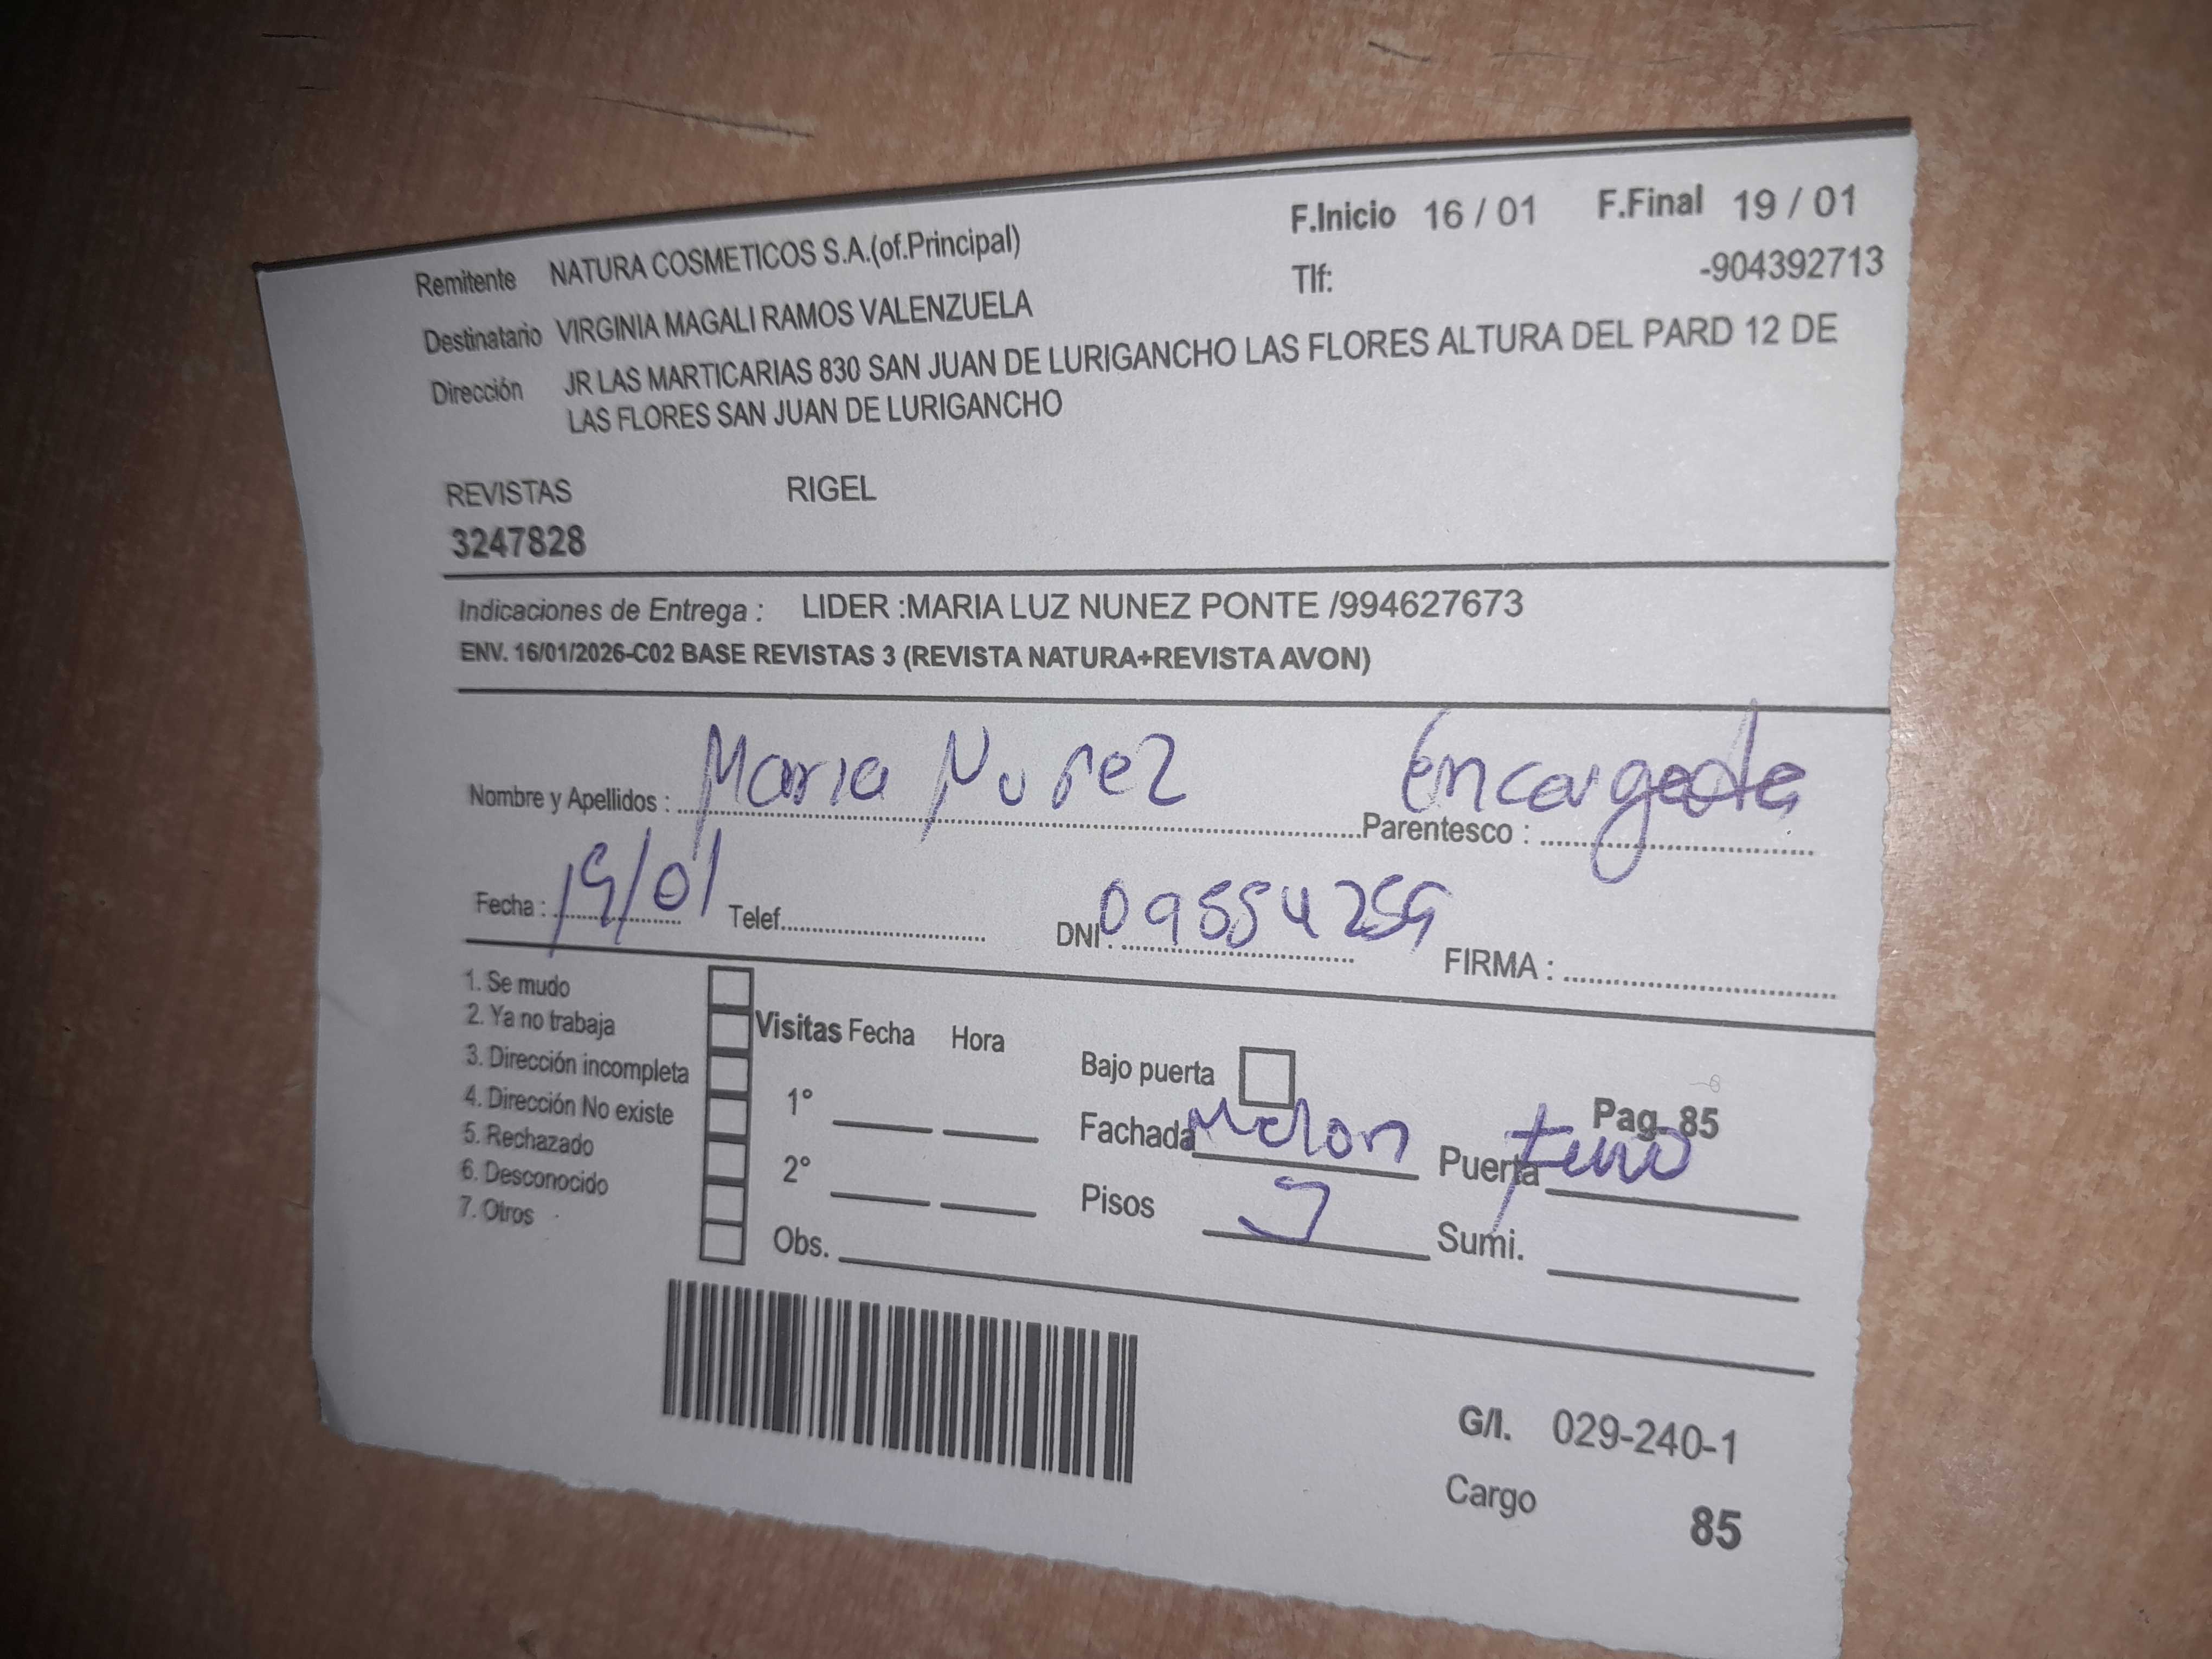 F.Inicio 16 / 01 F.Final 19 / 01
Remitente NATURA COSMETICOS S.A.(of.Principal)
Tlf: -904392713
Destinatario VIRGINIA MAGALI RAMOS VALENZUELA
Dirección JR LAS MARTICARIAS 830 SAN JUAN DE LURIGANCHO LAS FLORES ALTURA DEL PARD 12 DE
LAS FLORES SAN JUAN DE LURIGANCHO
REVISTAS RIGEL
3247828
Indicaciones de Entrega : LIDER :MARIA LUZ NUNEZ PONTE /994627673
ENV. 16/01/2026-C02 BASE REVISTAS 3 (REVISTA NATURA+REVISTA AVON)
Nombre y Apellidos : Maria Nuñez Parentesco : Encargada
Fecha : 19/01 Telef. DNI. FIRMA :
1. Se mudo
2. Ya no trabaja
3. Dirección incompleta
4. Dirección No existe
5. Rechazado
6. Desconocido
7. Otros
Visitas Fecha Hora
1°
2°
Obs.
Bajo puerta
Pag. 85
Fachada Melon Puerta
Pisos Sumi.
G/I. 029-240-1
Cargo 85